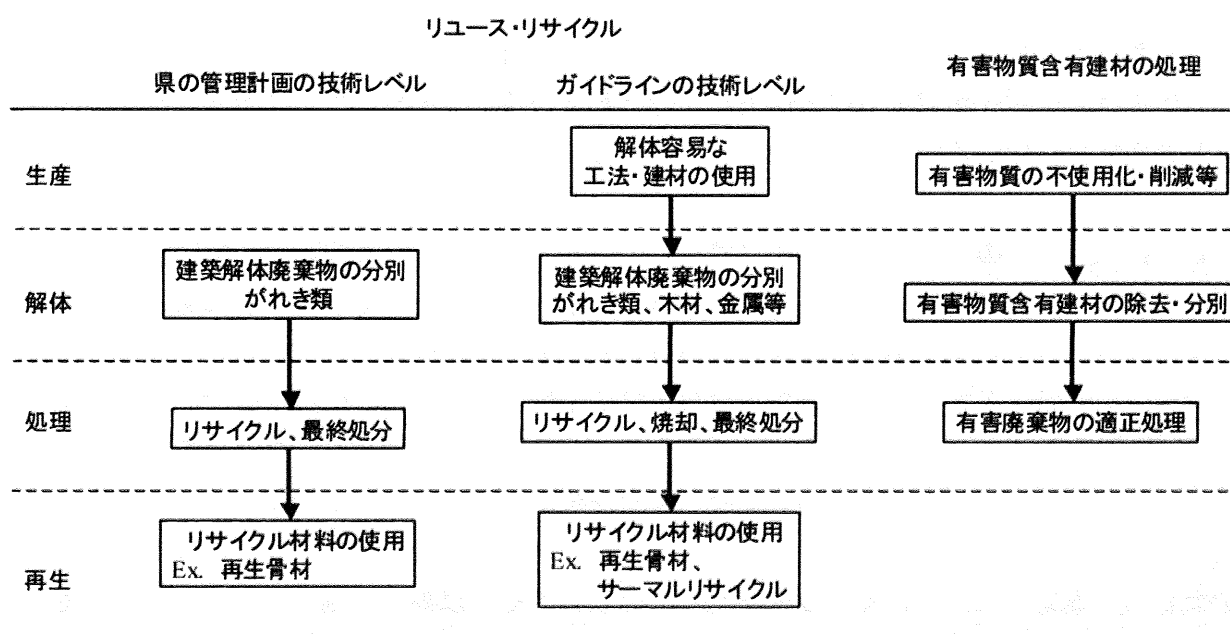 リユース・リサイクル
県の管理計画の技術レベル
ガイドラインの技術レベル
有害物質含有建材の処理
生産
解体容易な
工法・建材の使用
有害物質の不使用化・削減等
解体
建築解体廃棄物の分別
がれき類
建築解体廃棄物の分別
がれき類、木材、金属等
有害物質含有建材の除去・分別
処理
リサイクル、最終処分
リサイクル、焼却、最終処分
有害廃棄物の適正処理
再生
リサイクル材料の使用
Ex. 再生骨材
リサイクル材料の使用
Ex. 再生骨材、
サーマルリサイクル